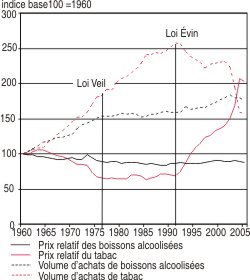 indice base100 =1960
300
250
200
150
100
50
0
Loi Évin
Loi Veil
1960 1965 1970 1975 1980 1985 1990 1995 2000 2005
Prix relatif des boissons alcoolisées
Prix relatif du tabac
Volume d'achats de boissons alcoolisées
Volume d'achats de tabac